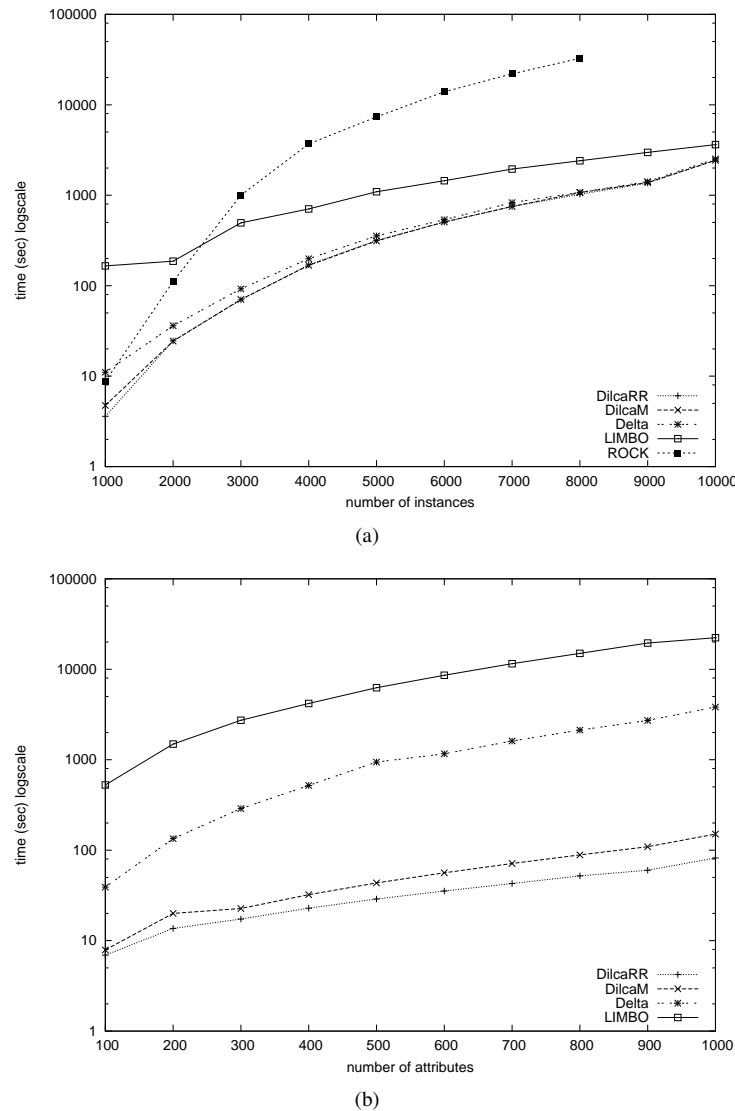 100000
10000
1000
100
10
1
time (sec) logscale
DilcaRR
DilcaM
Delta
LIMBO
ROCK
1000 2000 3000 4000 5000 6000 7000 8000 9000 10000
number of instances
(a)
100000
10000
1000
100
10
1
time (sec) logscale
DilcaRR
DilcaM
Delta
LIMBO
100 200 300 400 500 600 700 800 900 1000
number of attributes
(b)